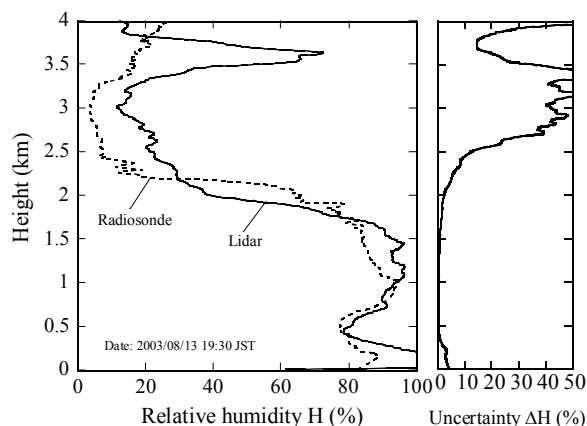 4
3.5
3
2.5
2
1.5
1
0.5
0
Height (km)
Radiosonde
Lidar
Date: 2003/08/13 19:30 JST
0 20 40 60 80 100
Relative humidity H (%)
0 10 20 30 40 50
Uncertainty ΔH (%)